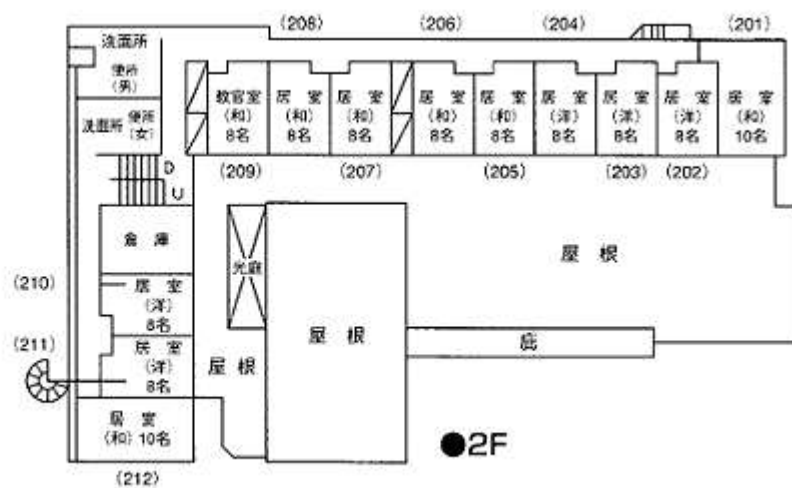 (208)
(206)
(204)
(201)
洗面所
便所
(男)
洗面所
便所
(女)
教官室
(和)
8名
居室
(和)
8名
居室
(和)
8名
居室
(和)
8名
居室
(和)
8名
居室
(洋)
8名
居室
(洋)
8名
居室
(洋)
8名
居室
(和)
10名
(209)
(207)
(205)
(203)
(202)
D
U
倉庫
光庭
屋根
(210)
居室
(洋)
8名
(211)
居室
(洋)
8名
屋根
屋根
庇
居室
(和) 10名
●2F
(212)